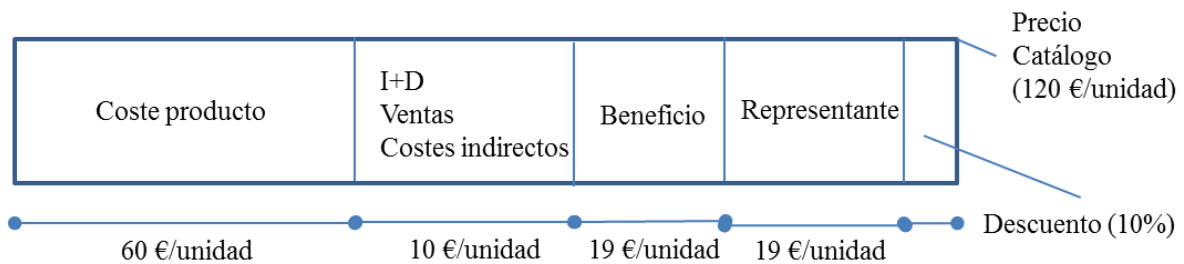 Precio
Catálogo
(120 €/unidad)
Coste producto
I+D
Ventas
Costes indirectos
Beneficio
Representante
Descuento (10%)
60 €/unidad
10 €/unidad
19 €/unidad
19 €/unidad